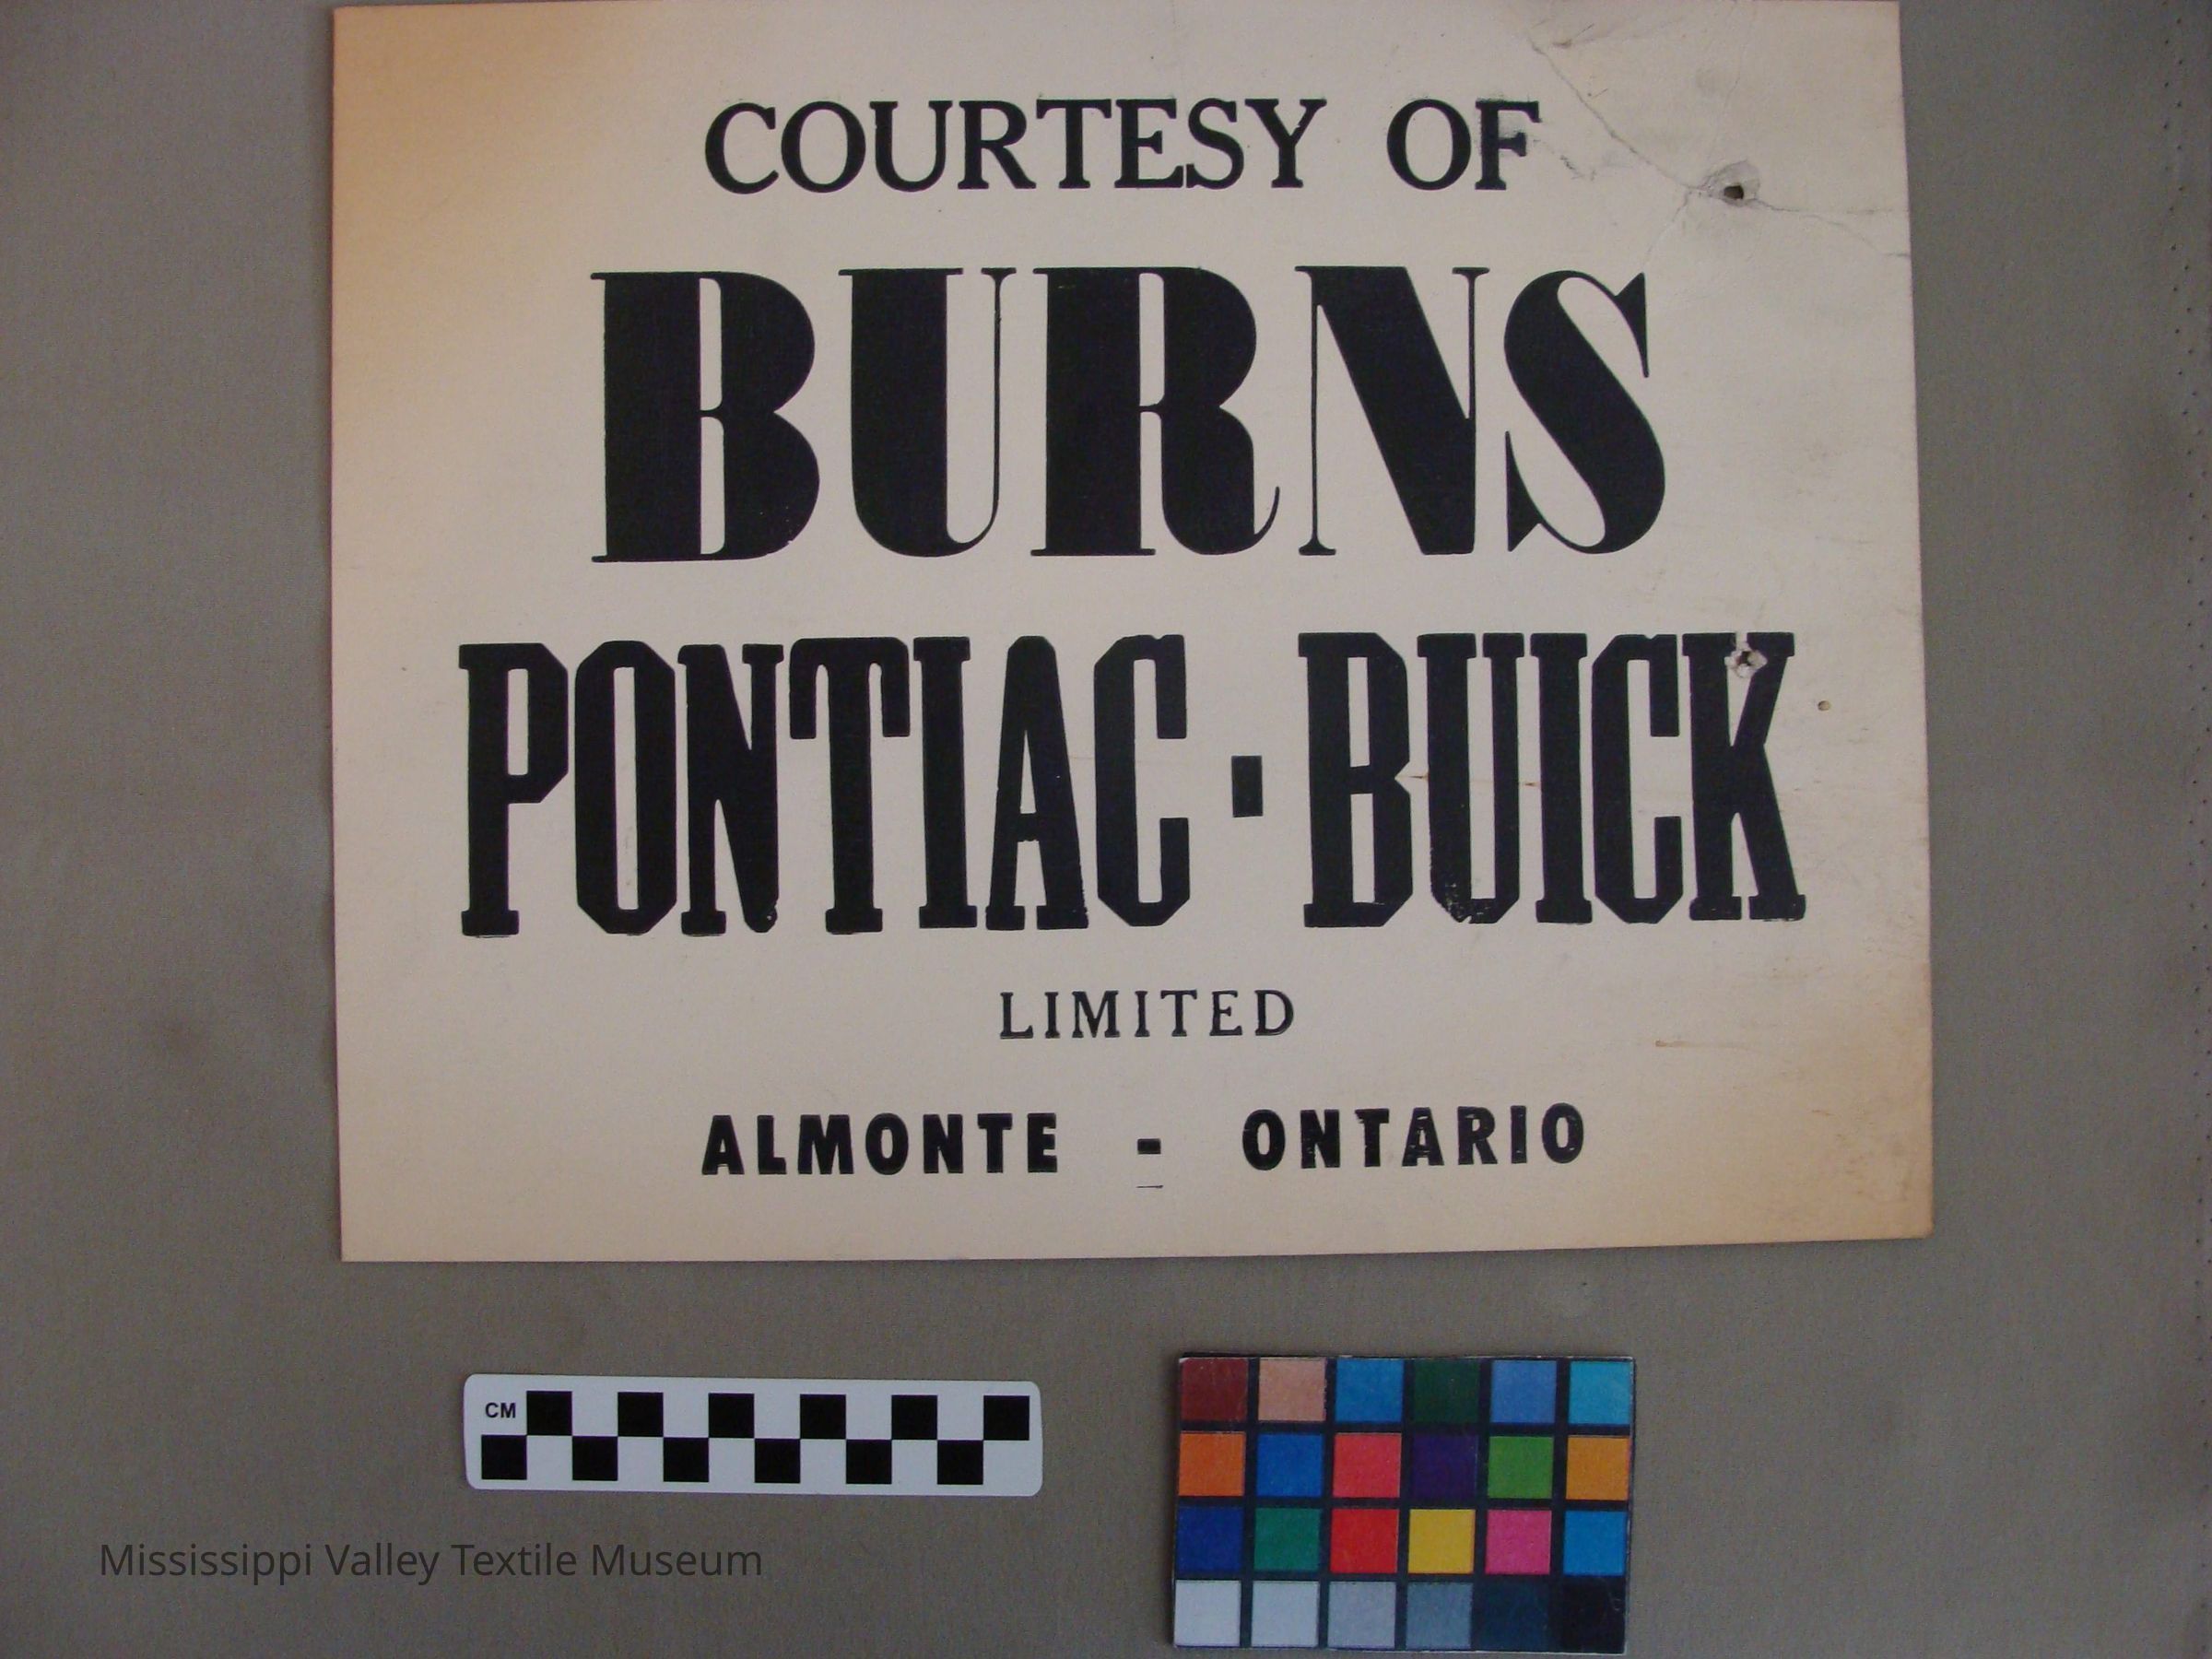 COURTESY OF
BURNS
PONTIAC·BUICK
LIMITED
ALMONTE - ONTARIO
CM
Mississippi Valley Textile Museum